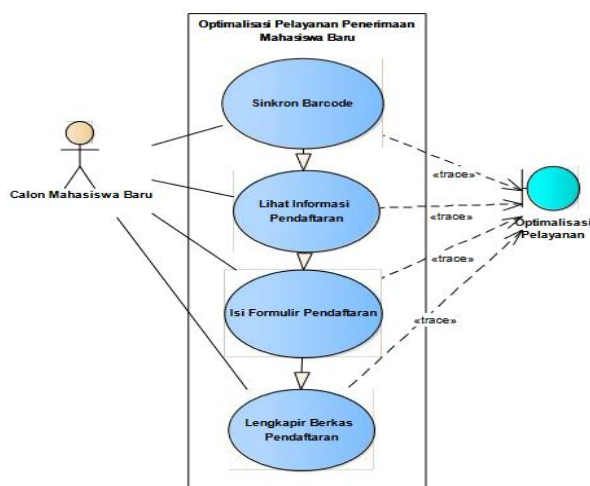 Optimalisasi Pelayanan Penerimaan
Mahasiswa Baru
Sinkron Barcode
Calon Mahasiswa Baru
«trace»
Lihat Informasi
Pendaftaran
«trace»
Optimalisasi
Pelayanan
«trace»
Isi Formulir Pendaftaran
«trace»
Lengkapir Berkas
Pendaftaran